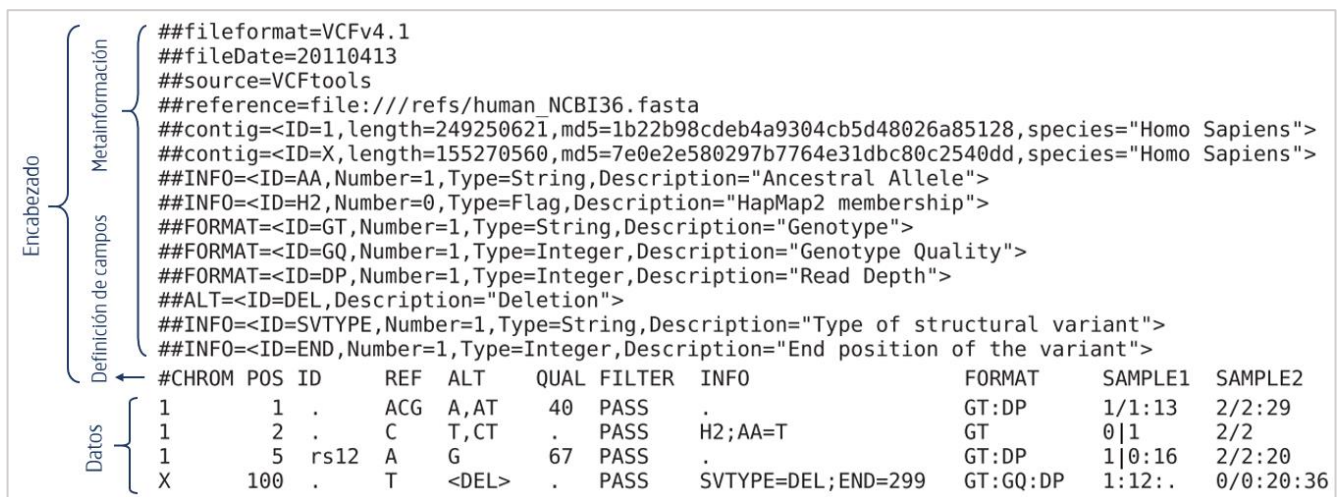 Encabezado
Metainformación
Definición de campos
Datos
##fileformat=VCFv4.1
##fileDate=20110413
##source=VCFtools
##reference=file:///refs/human_NCBI36.fasta
##contig=<ID=1,length=249250621,md5=1b22b98cdeb4a9304cb5d48026a85128,species="Homo Sapiens">
##contig=<ID=X,length=155270560,md5=7e0e2e580297b7764e31dbc80c2540dd,species="Homo Sapiens">
##INFO=<ID=AA,Number=1,Type=String,Description="Ancestral Allele">
##INFO=<ID=H2,Number=0,Type=Flag,Description="HapMap2 membership">
##FORMAT=<ID=GT,Number=1,Type=String,Description="Genotype">
##FORMAT=<ID=GQ,Number=1,Type=Integer,Description="Genotype Quality">
##FORMAT=<ID=DP,Number=1,Type=Integer,Description="Read Depth">
##ALT=<ID=DEL,Description="Deletion">
##INFO=<ID=SVTYPE,Number=1,Type=String,Description="Type of structural variant">
##INFO=<ID=END,Number=1,Type=Integer,Description="End position of the variant">
#CHROM POS ID REF ALT QUAL FILTER INFO FORMAT SAMPLE1 SAMPLE2
1 1 . ACG A,AT 40 PASS . GT:DP 1/1:13 2/2:29
1 2 . C T,CT . PASS H2;AA=T GT 0|1 2/2
1 5 rs12 A G 67 PASS . GT:DP 1|0:16 2/2:20
X 100 . T <DEL> . PASS SVTYPE=DEL;END=299 GT:GQ:DP 1:12:. 0/0:20:36